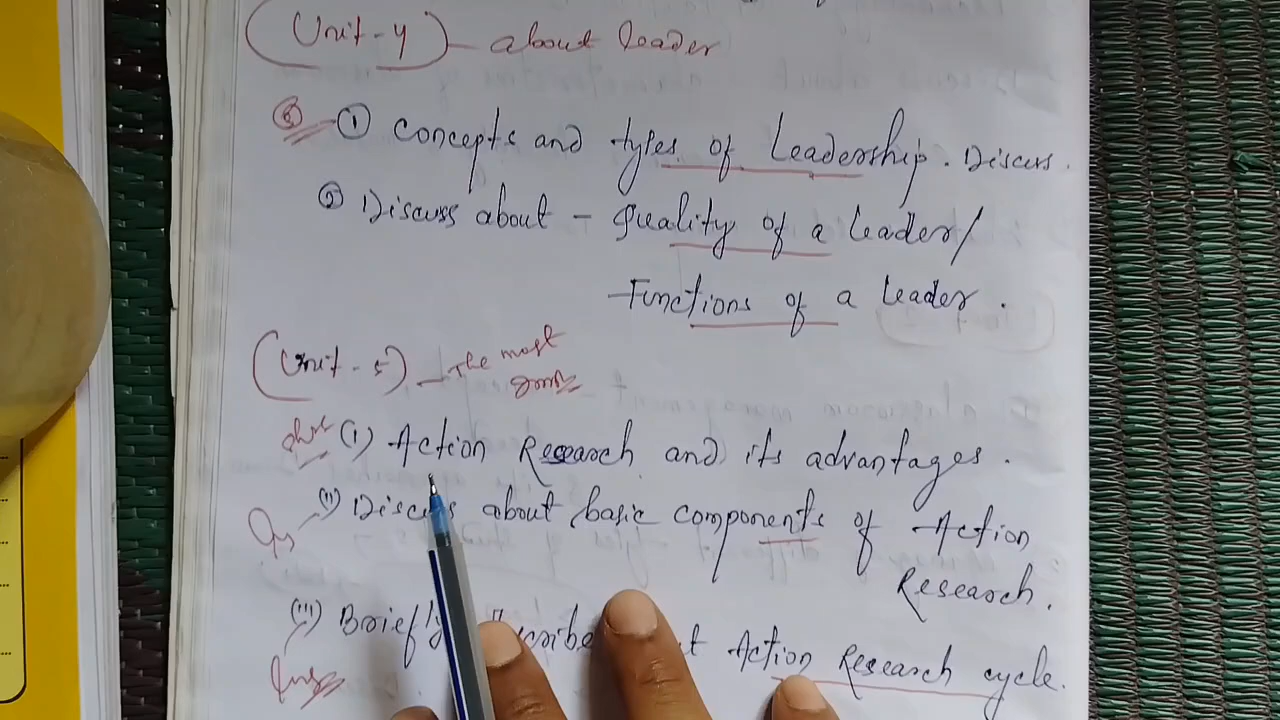 Unit-4 - about leader
① Concepts and types of Leadership. Discuss.
② Discuss about - Quality of a leader/
Functions of a leader.
Unit-5 - The most
(i) Action Research and its advantages.
(ii) Discuss about basic components of Action
Research.
(iii) Briefly Action Research cycle.